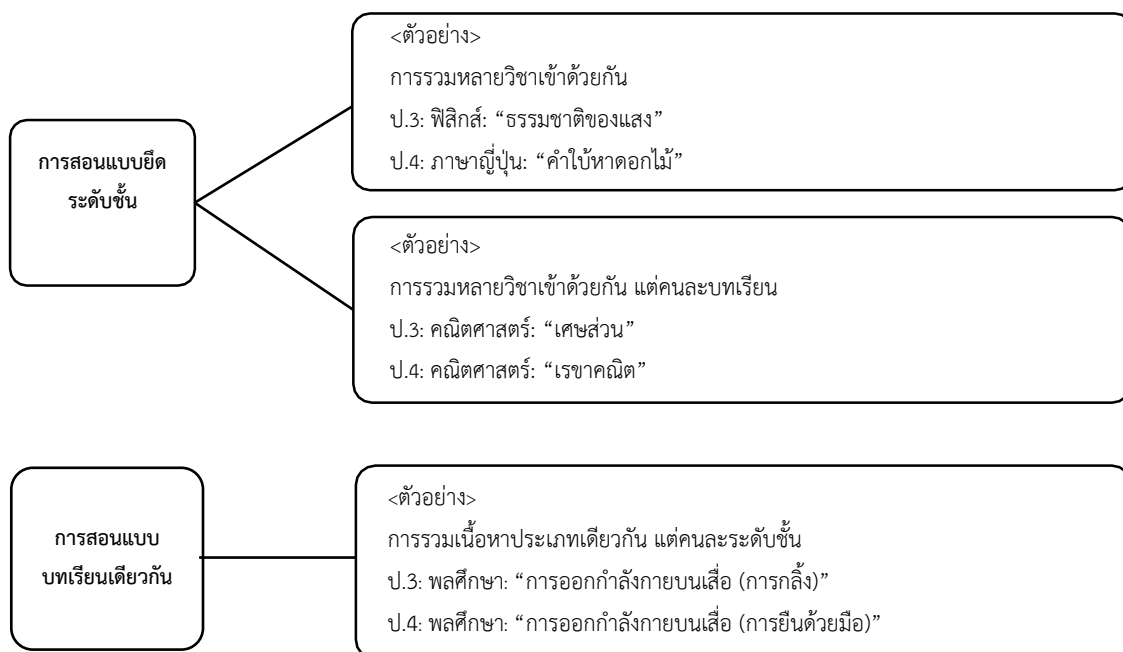 การสอนแบบยึด
ระดับชั้น
<ตัวอย่าง>
การรวมหลายวิชาเข้าด้วยกัน
ป.3: ฟิสิกส์: “ธรรมชาติของแสง”
ป.4: ภาษาญี่ปุ่น: “คำใบ้หาดอกไม้”
<ตัวอย่าง>
การรวมหลายวิชาเข้าด้วยกัน แต่คนละบทเรียน
ป.3: คณิตศาสตร์: “เศษส่วน”
ป.4: คณิตศาสตร์: “เรขาคณิต”
การสอนแบบ
บทเรียนเดียวกัน
<ตัวอย่าง>
การรวมเนื้อหาประเภทเดียวกัน แต่คนละระดับชั้น
ป.3: พลศึกษา: “การออกกำลังกายบนเสื่อ (การกลิ้ง)”
ป.4: พลศึกษา: “การออกกำลังกายบนเสื่อ (การยืนด้วยมือ)”